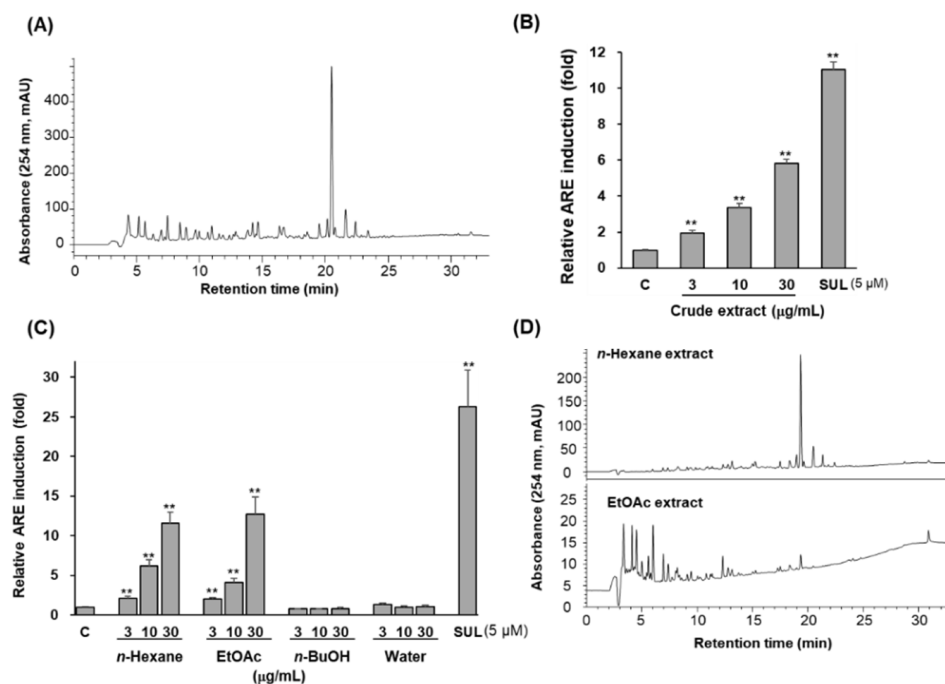 (A)
Absorbance (254 nm, mAU)
400
300
200
100
0
0 5 10 15 20 25 30
Retention time (min)
(B)
Relative ARE induction (fold)
12
10
8
6
4
2
0
** ** ** **
C 3 10 30 SUL (5 μM)
Crude extract (μg/mL)
(C)
Relative ARE induction (fold)
30
25
20
15
10
5
0
** ** ** ** ** ** **
C 3 10 30 3 10 30 3 10 30 3 10 30 SUL (5 μM)
n-Hexane EtOAc n-BuOH Water
(μg/mL)
(D)
Absorbance (254 nm, mAU)
n-Hexane extract
200
150
100
50
0
EtOAc extract
25
20
15
10
5
0
0 5 10 15 20 25 30
Retention time (min)